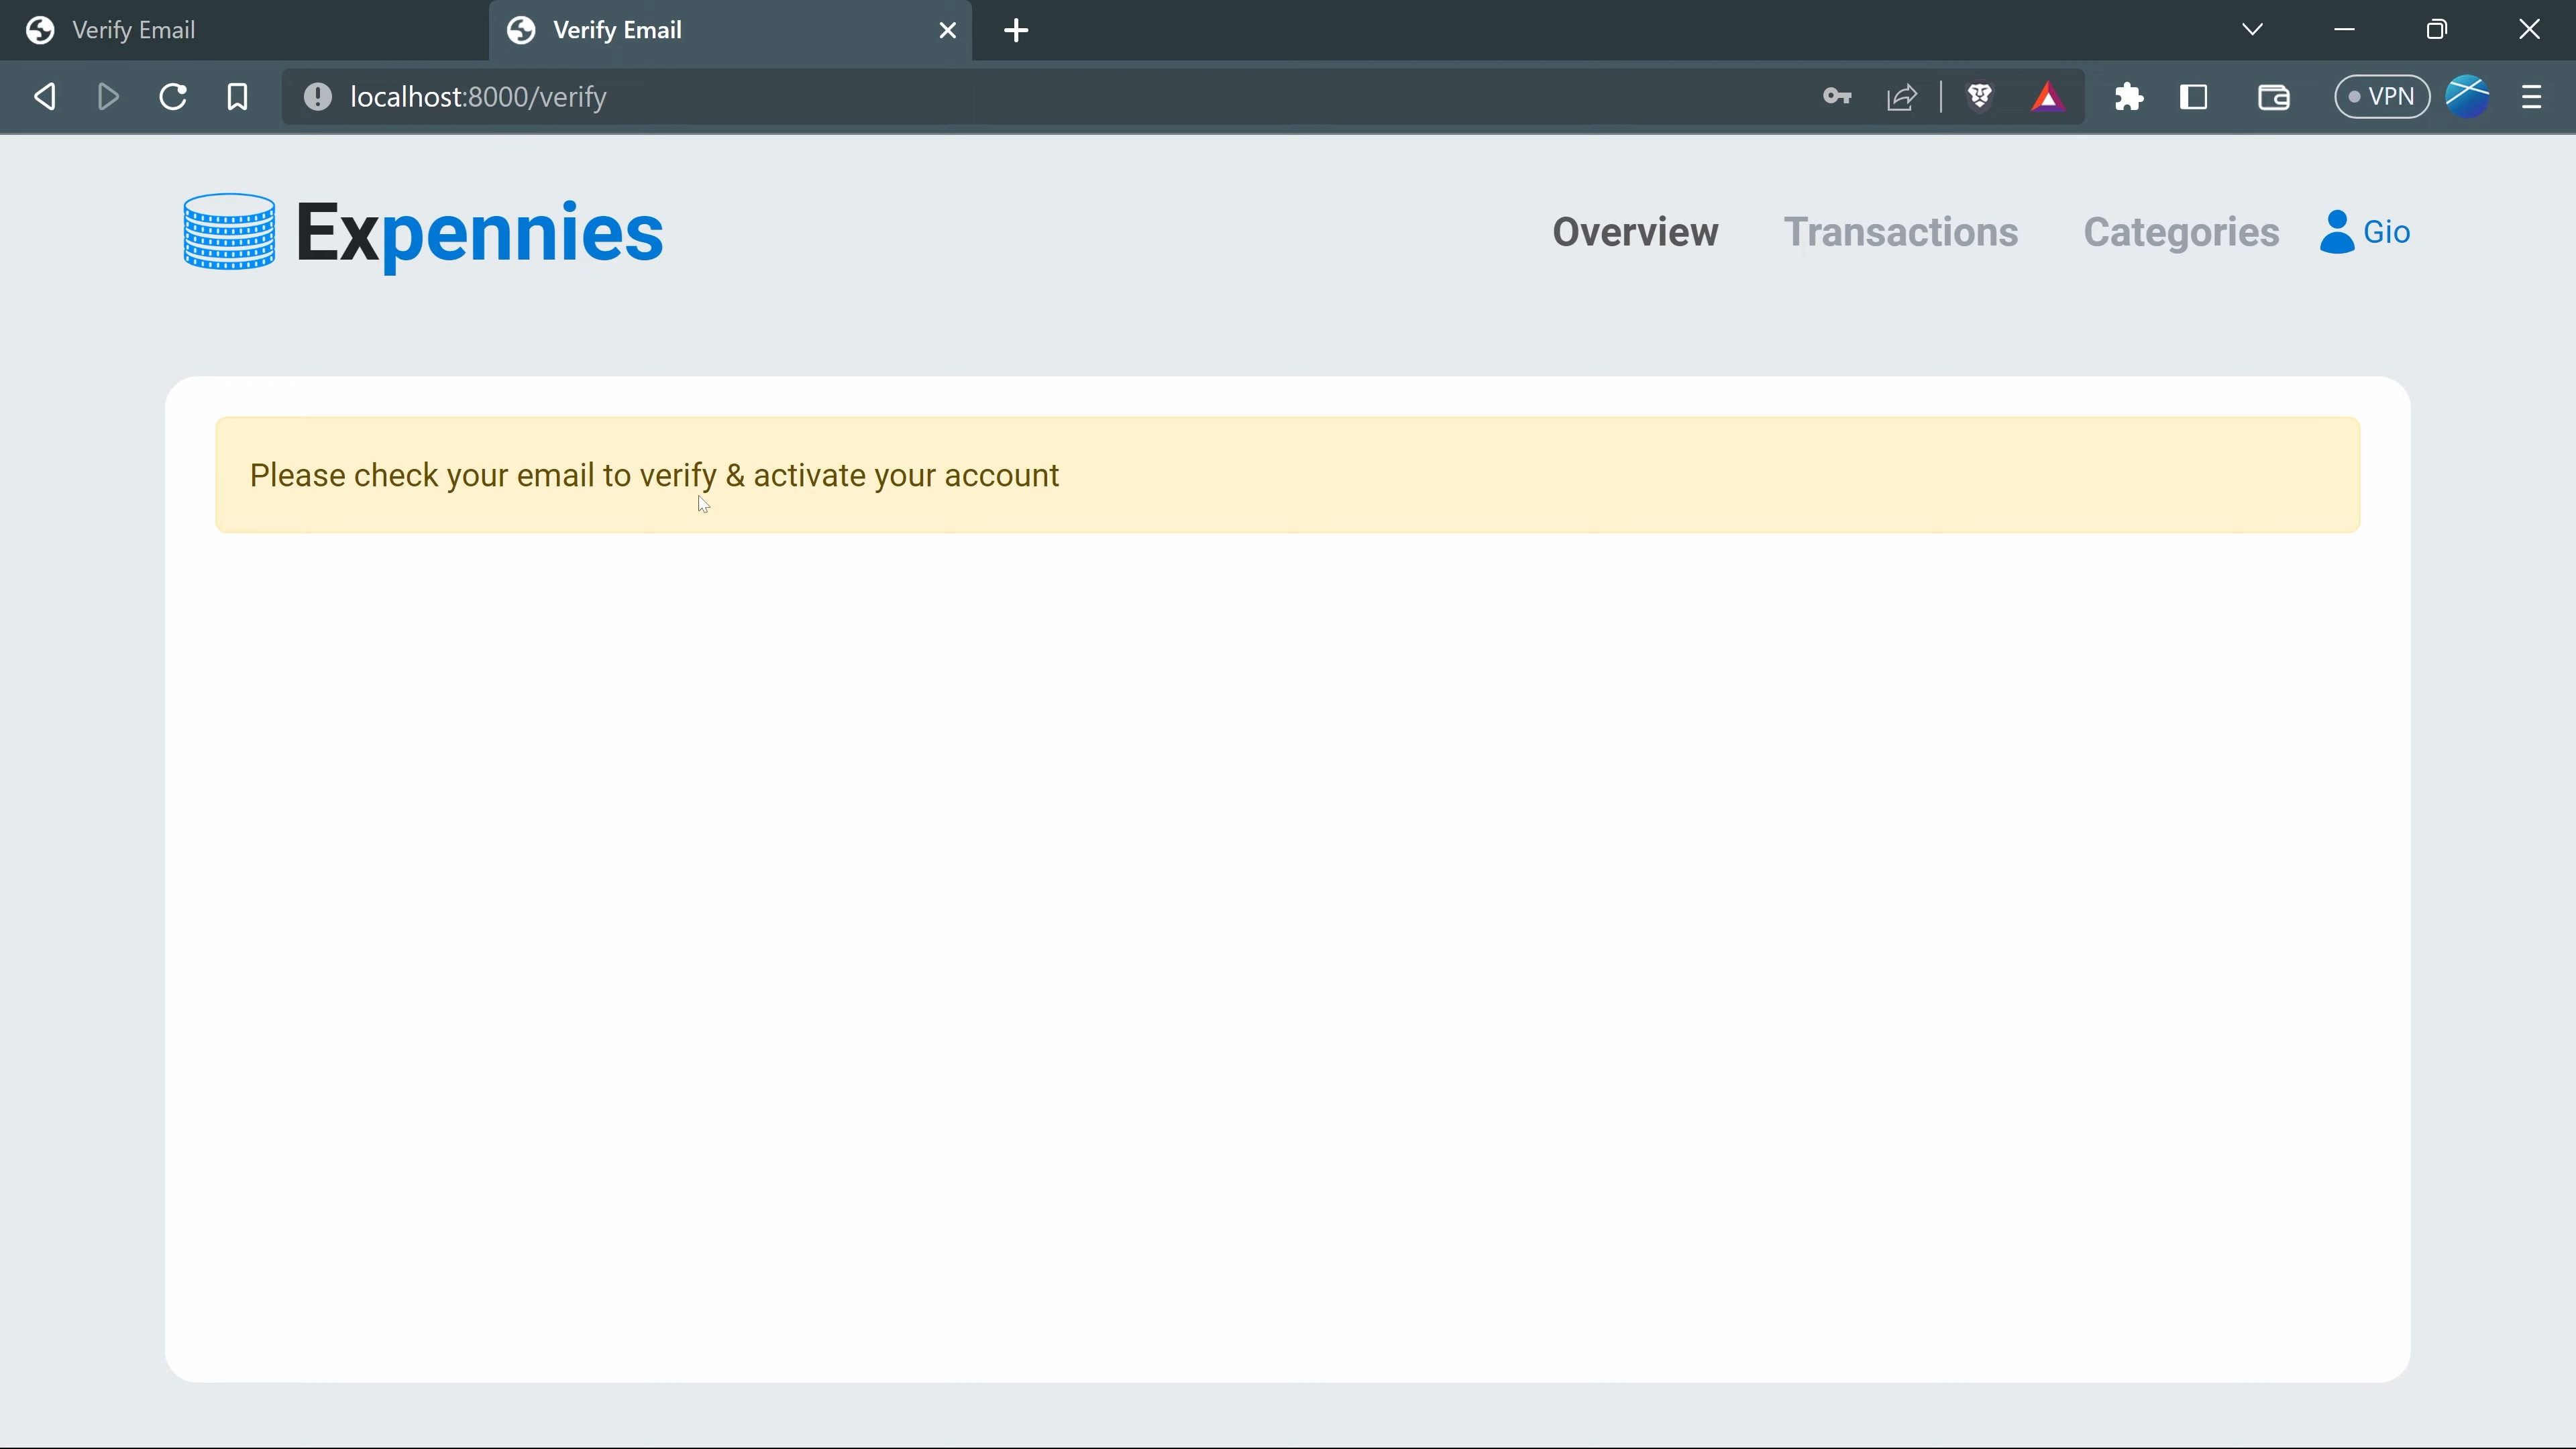 Verify Email
Verify Email
localhost:8000/verify
VPN
Expennies
Overview
Transactions
Categories
Gio
Please check your email to verify & activate your account